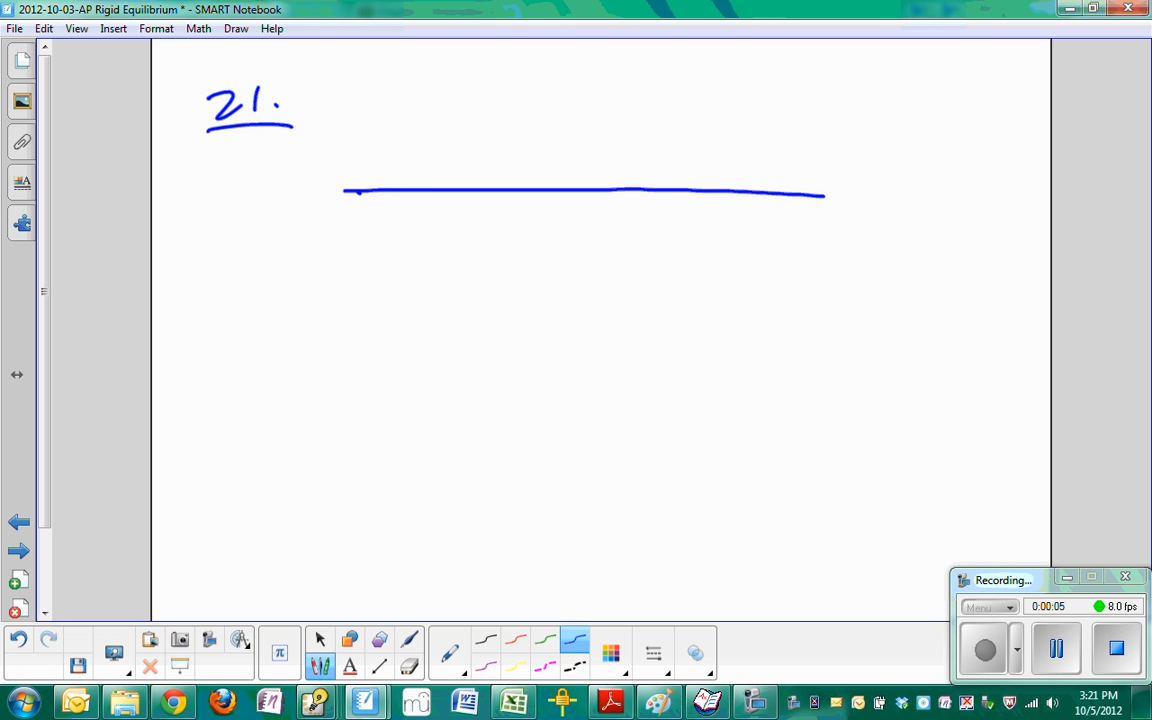 2012-10-03-AP Rigid Equilibrium * - SMART Notebook
File Edit View Insert Format Math Draw Help
21.
Recording...
Menu 0:00:05 8.0 fps
π
A
3:21 PM
10/5/2012